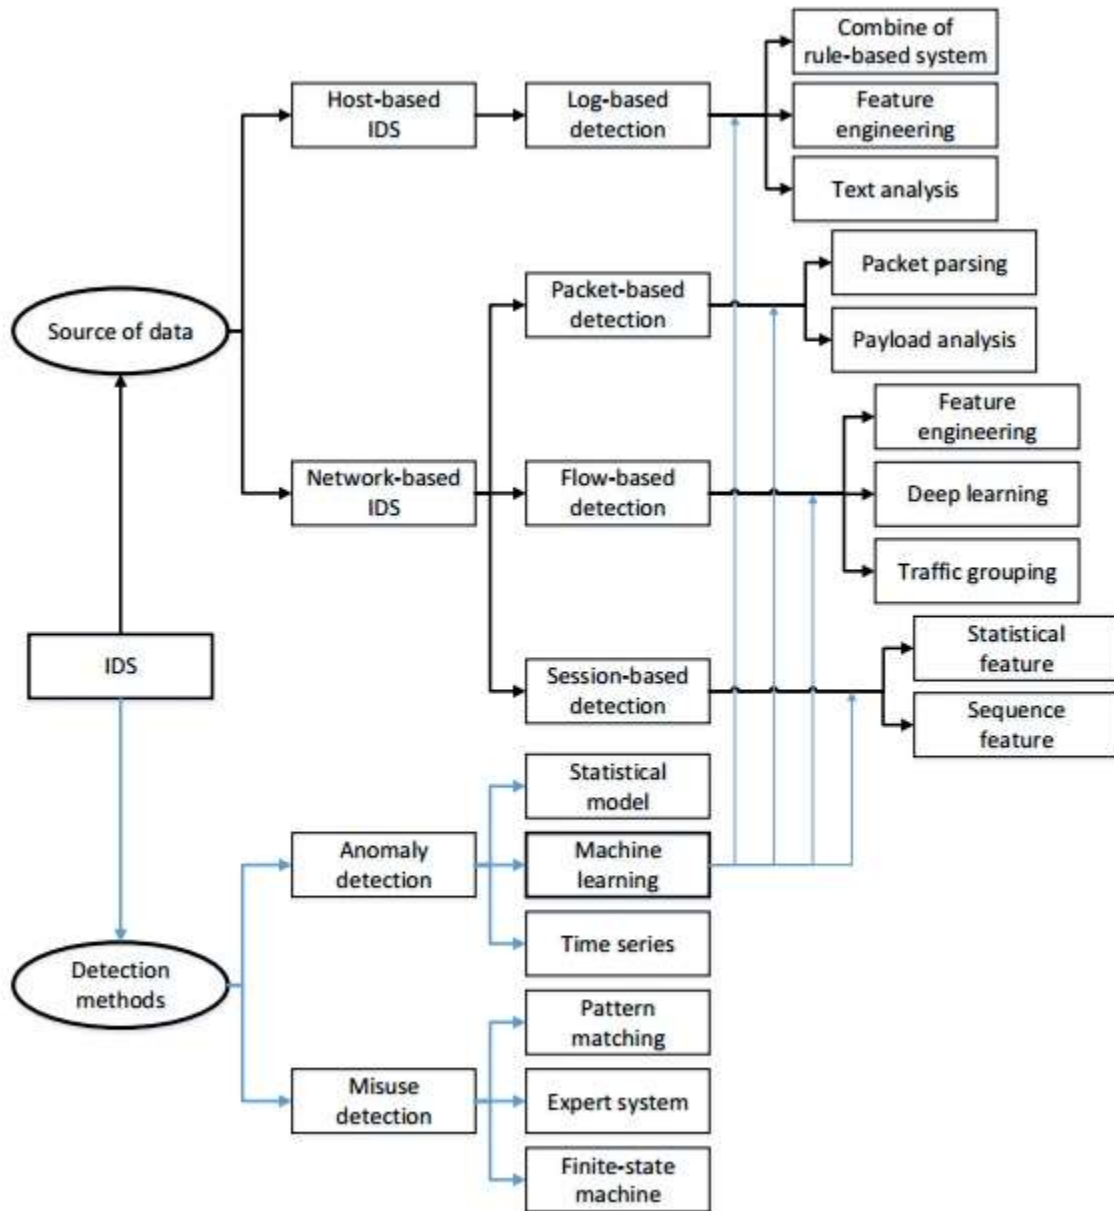 Combine of
rule-based system
Host-based
IDS
Log-based
detection
Feature
engineering
Text analysis
Packet parsing
Packet-based
detection
Source of data
Payload analysis
Feature
engineering
Network-based
IDS
Flow-based
detection
Deep learning
Traffic grouping
Statistical
feature
IDS
Session-based
detection
Sequence
feature
Statistical
model
Anomaly
detection
Machine
learning
Time series
Detection
methods
Pattern
matching
Misuse
detection
Expert system
Finite-state
machine